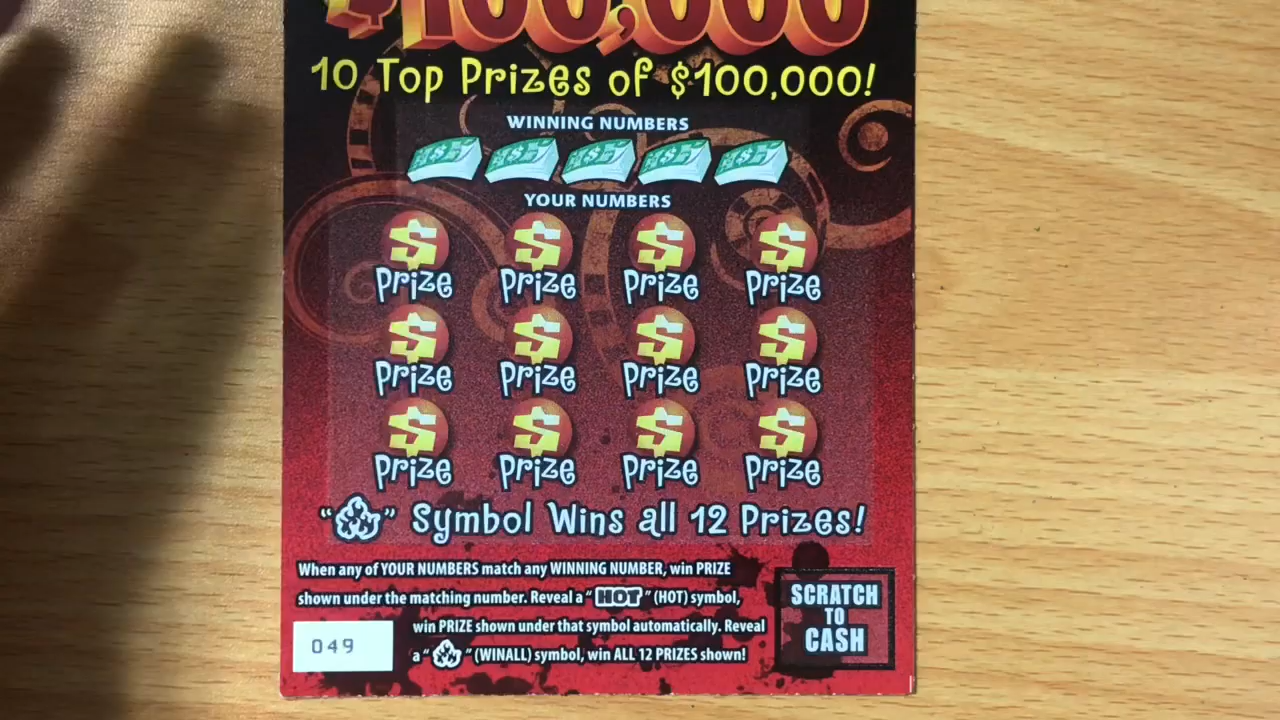 $100,000
10 Top Prizes of $100,000!
WINNING NUMBERS
$ $ $ $ $
YOUR NUMBERS
$ $ $ $
Prize Prize Prize Prize
$ $ $ $
Prize Prize Prize Prize
$ $ $ $
Prize Prize Prize Prize
" " Symbol Wins all 12 Prizes!
When any of YOUR NUMBERS match any WINNING NUMBER, win PRIZE
shown under the matching number. Reveal a "HOT" (HOT) symbol,
win PRIZE shown under that symbol automatically. Reveal
a " " (WINALL) symbol, win ALL 12 PRIZES shown!
049
SCRATCH
TO
CASH